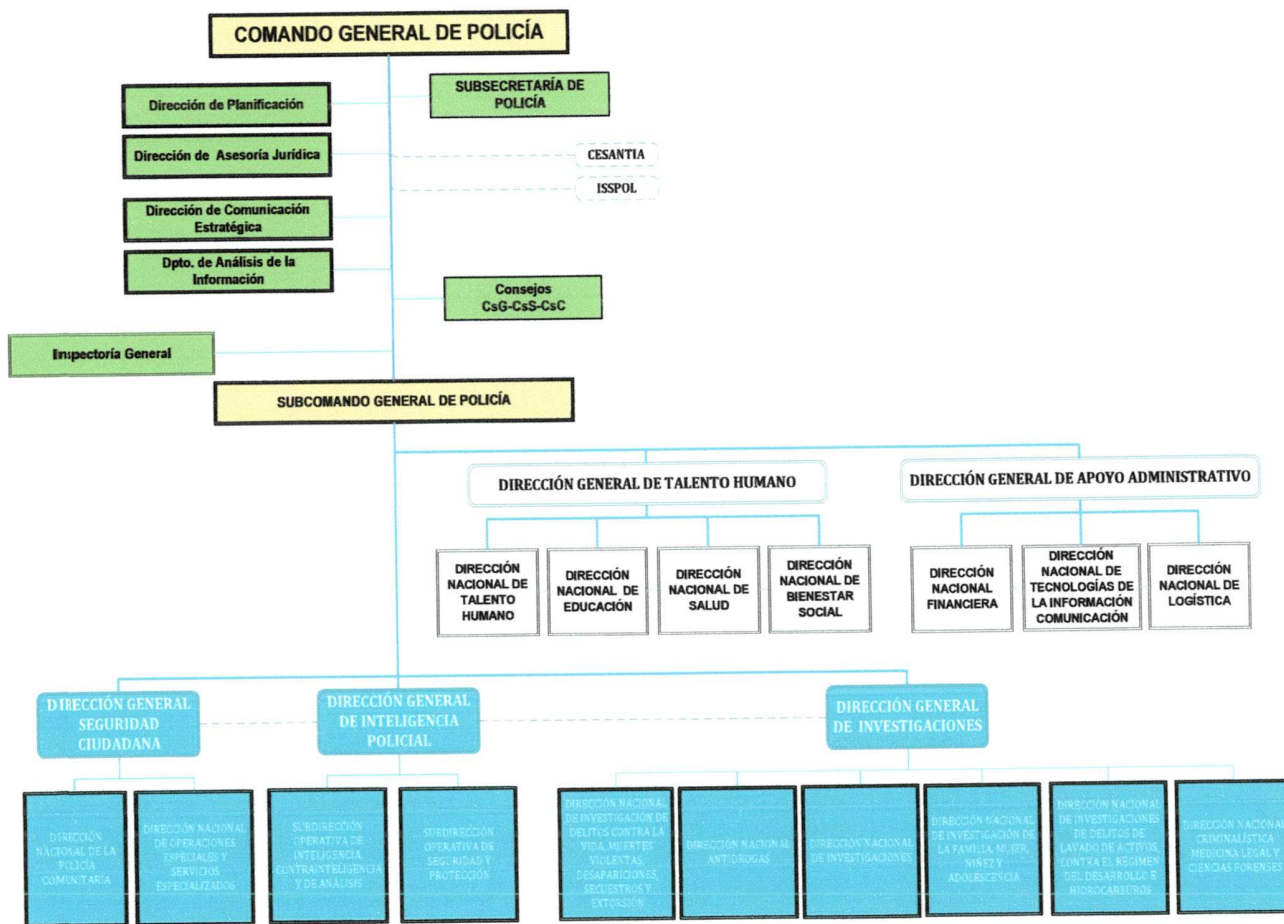 COMANDO GENERAL DE POLICÍA
Dirección de Planificación
SUBSECRETARÍA DE
POLICÍA
Dirección de Asesoría Jurídica
CESANTIA
ISSPOL
Dirección de Comunicación
Estratégica
Dpto. de Análisis de la
Información
Consejos
CsG-CsS-CsC
Inspectoría General
SUBCOMANDO GENERAL DE POLICÍA
DIRECCIÓN GENERAL DE TALENTO HUMANO
DIRECCIÓN GENERAL DE APOYO ADMINISTRATIVO
DIRECCIÓN
NACIONAL DE
TALENTO
HUMANO
DIRECCIÓN
NACIONAL DE
EDUCACIÓN
DIRECCIÓN
NACIONAL DE
SALUD
DIRECCIÓN
NACIONAL DE
BIENESTAR
SOCIAL
DIRECCIÓN
NACIONAL
FINANCIERA
DIRECCIÓN
NACIONAL DE
TECNOLOGÍAS DE
LA INFORMACIÓN
COMUNICACIÓN
DIRECCIÓN
NACIONAL DE
LOGÍSTICA
DIRECCIÓN GENERAL
SEGURIDAD
CIUDADANA
DIRECCIÓN GENERAL
DE INTELIGENCIA
POLICIAL
DIRECCIÓN GENERAL
DE INVESTIGACIONES
DIRECCIÓN
NACIONAL DE LA
POLICÍA
COMUNITARIA
DIRECCIÓN NACIONAL
DE OPERACIONES
ESPECIALES Y
SERVICIOS
ESPECIALIZADOS
SUBDIRECCIÓN
OPERATIVA DE
INTELIGENCIA,
CONTRAINTELIGENCIA
Y DE ANÁLISIS
SUBDIRECCIÓN
OPERATIVA DE
SEGURIDAD Y
PROTECCIÓN
DIRECCIÓN NACIONAL
DE INVESTIGACIÓN DE
DELITOS CONTRA LA
VIDA, MUERTES
VIOLENTAS,
DESAPARICIONES,
SECUESTROS Y
EXTORSIÓN
DIRECCIÓN NACIONAL
ANTIDROGAS
DIRECCIÓN NACIONAL
DE INVESTIGACIONES
DIRECCIÓN NACIONAL
DE INVESTIGACIÓN DE
LA FAMILIA, MUJER,
NIÑEZ Y
ADOLESCENCIA
DIRECCIÓN NACIONAL
DE INVESTIGACIONES
DE DELITOS DE
LAVADO DE ACTIVOS,
CONTRA EL RÉGIMEN
DEL DESARROLLO E
HIDROCARBUROS
DIRECCIÓN NACIONAL
CRIMINALÍSTICA
MEDICINA LEGAL Y
CIENCIAS FORENSES